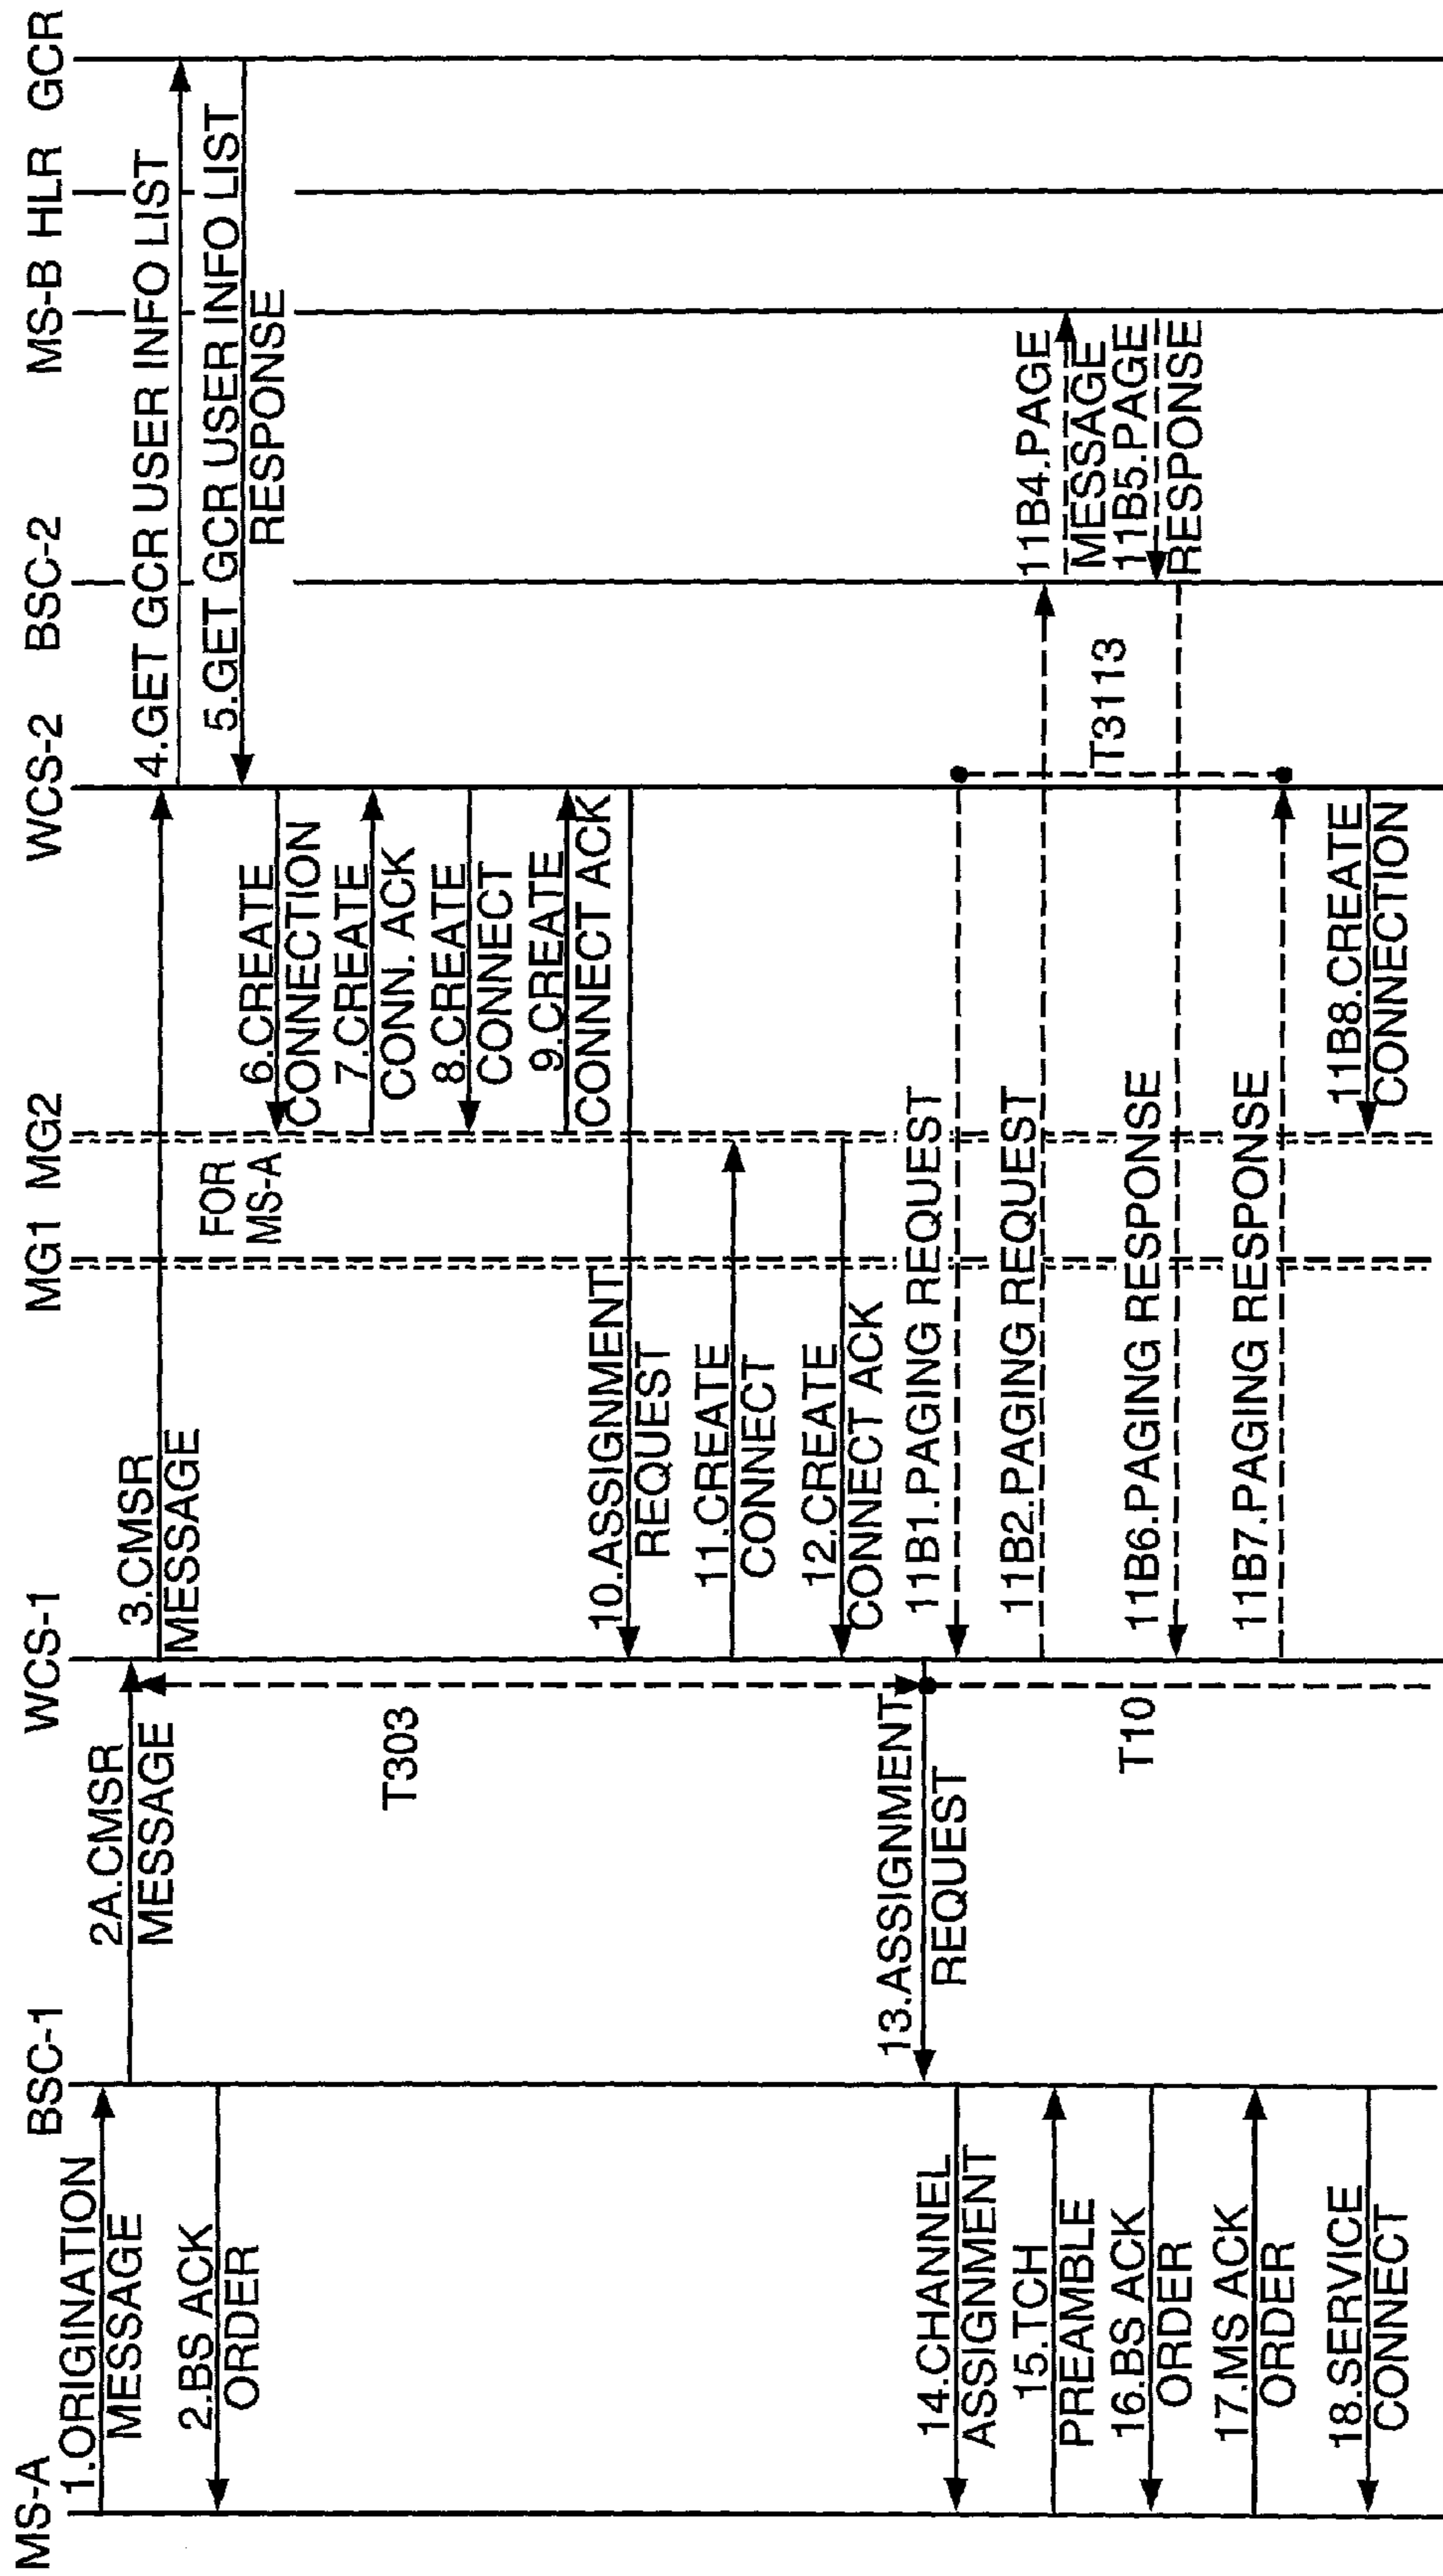 MS-A
BSC-1
WCS-1
MG1
MG2
WCS-2
BSC-2
MS-B
HLR
GCR
1.ORIGINATION
MESSAGE
2.BS ACK
ORDER
2A.CMSR
MESSAGE
3.CMSR
MESSAGE
4.GET GCR USER INFO LIST
5.GET GCR USER INFO LIST
RESPONSE
FOR
MS-A
6.CREATE
CONNECTION
7.CREATE
CONN. ACK
8.CREATE
CONNECT
9.CREATE
CONNECT ACK
T303
10.ASSIGNMENT
REQUEST
11.CREATE
CONNECT
12.CREATE
CONNECT ACK
13.ASSIGNMENT
REQUEST
11B1.PAGING REQUEST
11B2.PAGING REQUEST
11B4.PAGE
MESSAGE
11B5.PAGE
RESPONSE
T3113
T10
11B6.PAGING RESPONSE
11B7.PAGING RESPONSE
11B8.CREATE
CONNECTION
14.CHANNEL
ASSIGNMENT
15.TCH
PREAMBLE
16.BS ACK
ORDER
17.MS ACK
ORDER
18.SERVICE
CONNECT